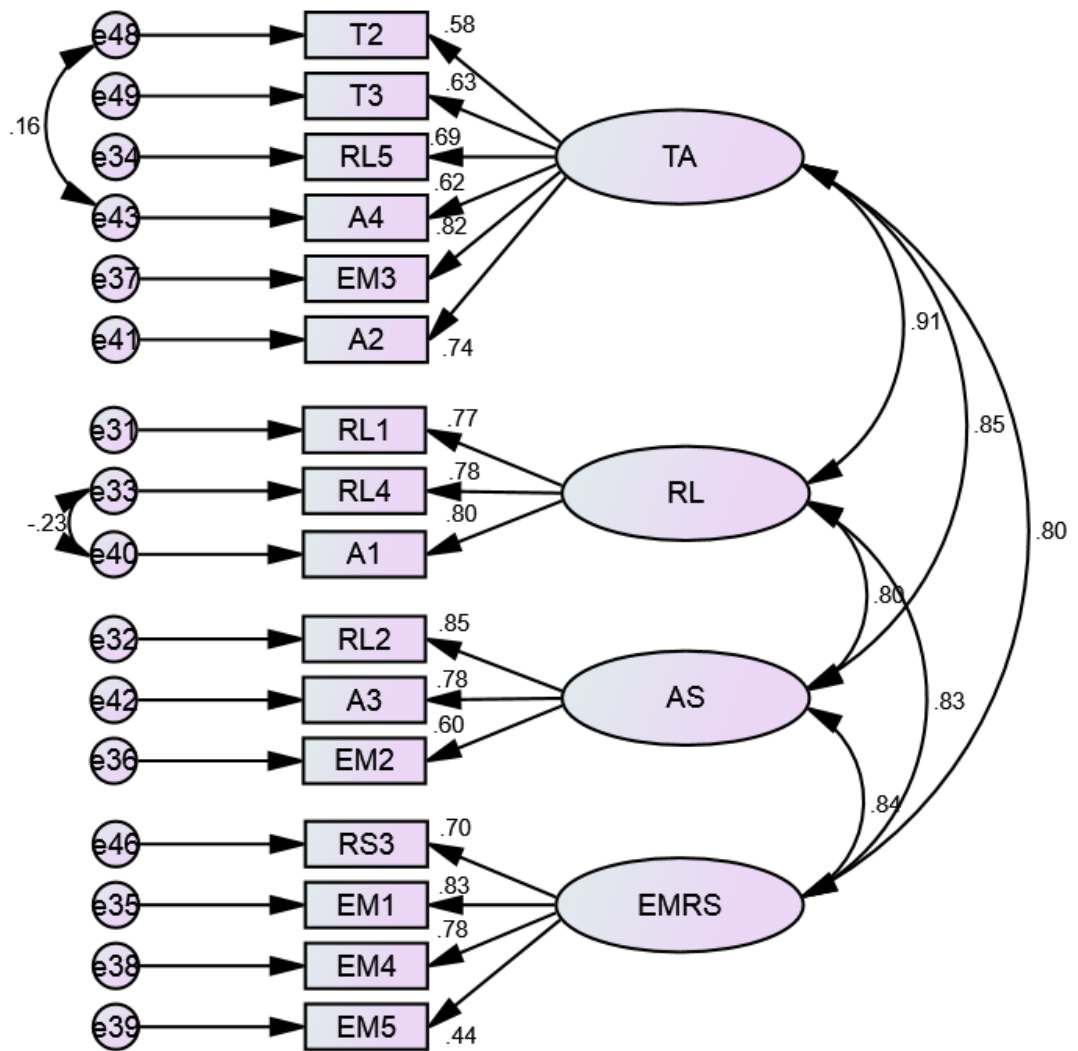 e48 T2 .58
e49 T3 .63
TA
.16
e34 RL5 .69
e43 A4 .62
.82
e37 EM3
e41 A2 .74
.91
.85
.80
e31 RL1 .77
e33 RL4 .78
RL
-.23
e40 A1 .80
.80
.83
e32 RL2 .85
e42 A3 .78
AS
e36 EM2 .60
.84
e46 RS3 .70
e35 EM1 .83
EMRS
e38 EM4 .78
e39 EM5 .44